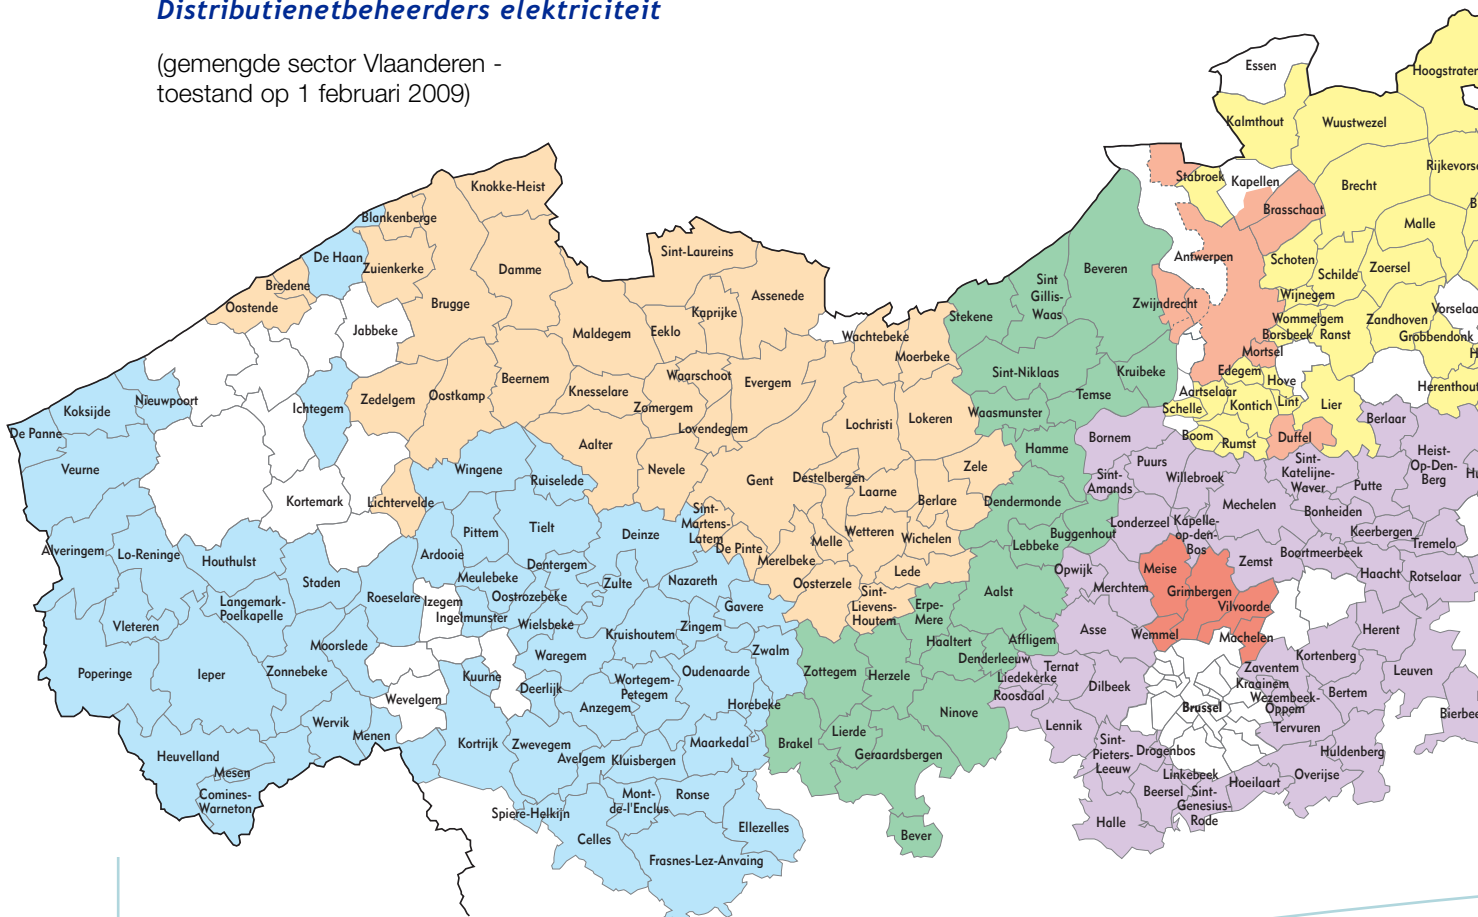 Distributienetbeheerders elektriciteit
(gemengde sector Vlaanderen -
toestand op 1 februari 2009)
Essen
Hoogstraten
Kalmthout
Wuustwezel
Rijkevors
Stabroek
Kapellen
Brecht
Knokke-Heist
Brasschaat
Malle
Blankenberge
De Haan
Zuienkerke
Damme
Sint-Laureins
Antwerpen
Schoten
Schilde
Zoersel
Bredene
Oostende
Brugge
Assenede
Kaprijke
Sint
Gillis-
Waas
Beveren
Stekene
Zwijndrecht
Wijnegem
Wommelgem
Zandhoven
Vorselaa
Jabbeke
Maldegem
Eeklo
Wachtebeke
Borsbeek
Ranst
Grobbendonk
Moerbeke
Mortsel
Edegem
Hove
Beernem
Waarschoot
Evergem
Sint-Niklaas
Kruibeke
Herenthout
Zedelgem
Oostkamp
Knesselare
Zomergem
Temse
Aartselaar
Schelle
Kontich
Lint
Lier
Koksijde
Nieuwpoort
Ichtegem
Lovendegem
Lochristi
Lokeren
Waasmunster
Berlaar
De Panne
Aalter
Bornem
Boom
Rumst
Duffel
Veurne
Wingene
Ruiselede
Nevele
Gent
Destelbergen
Laarne
Zele
Hamme
Puurs
Sint-
Amands
Willebroek
Sint-
Katelijne-
Waver
Putte
Heist-
Op-Den-
Berg
Kortemark
Lichtervelde
Berlare
Dendermonde
Mechelen
Bonheiden
Sint-
Martens-
Latem
Pittem
Tielt
Deinze
De Pinte
Melle
Wetteren
Wichelen
Buggenhout
Lebbeke
Londerzeel
Kapelle-
op-den-
Bos
Keerbergen
Tremelo
Alveringem
Lo-Reninge
Houthulst
Ardooie
Dentergem
Merelbeke
Lede
Opwijk
Meise
Zemst
Boortmeerbeek
Haacht
Rotselaar
Staden
Meulebeke
Oostrozebeke
Zulte
Nazareth
Oosterzele
Sint-
Lievens-
Houtem
Erpe-
Mere
Aalst
Merchtem
Grimbergen
Vilvoorde
Roeselare
Izegem
Ingelmunster
Langemark-
Poelkapelle
Wielsbeke
Gavere
Zingem
Vleteren
Moorslede
Kruishoutem
Haaltert
Affligem
Asse
Wemmel
Machelen
Herent
Waregem
Zwalm
Denderleeuw
Kortenberg
Poperinge
Ieper
Zonnebeke
Kuurne
Deerlijk
Wortegem-
Petegem
Oudenaarde
Zottegem
Herzele
Liedekerke
Ternat
Roosdaal
Dilbeek
Zaventem
Kraainem
Wezembeek-
Oppem
Bertem
Leuven
Wevelgem
Anzegem
Horebeke
Ninove
Brussel
Bierbee
Wervik
Menen
Lennik
Tervuren
Kortrijk
Zwevegem
Avelgem
Kluisbergen
Maarkedal
Brakel
Lierde
Geraardsbergen
Sint-
Pieters-
Leeuw
Drogenbos
Huldenberg
Heuvelland
Mesen
Linkebeek
Hoeilaart
Overijse
Comines-
Warneton
Mont-
de-l'Enclus
Ronse
Beersel
Sint-
Genesius-
Rode
Spiere-Helkijn
Halle
Celles
Ellezelles
Bever
Frasnes-Lez-Anvaing